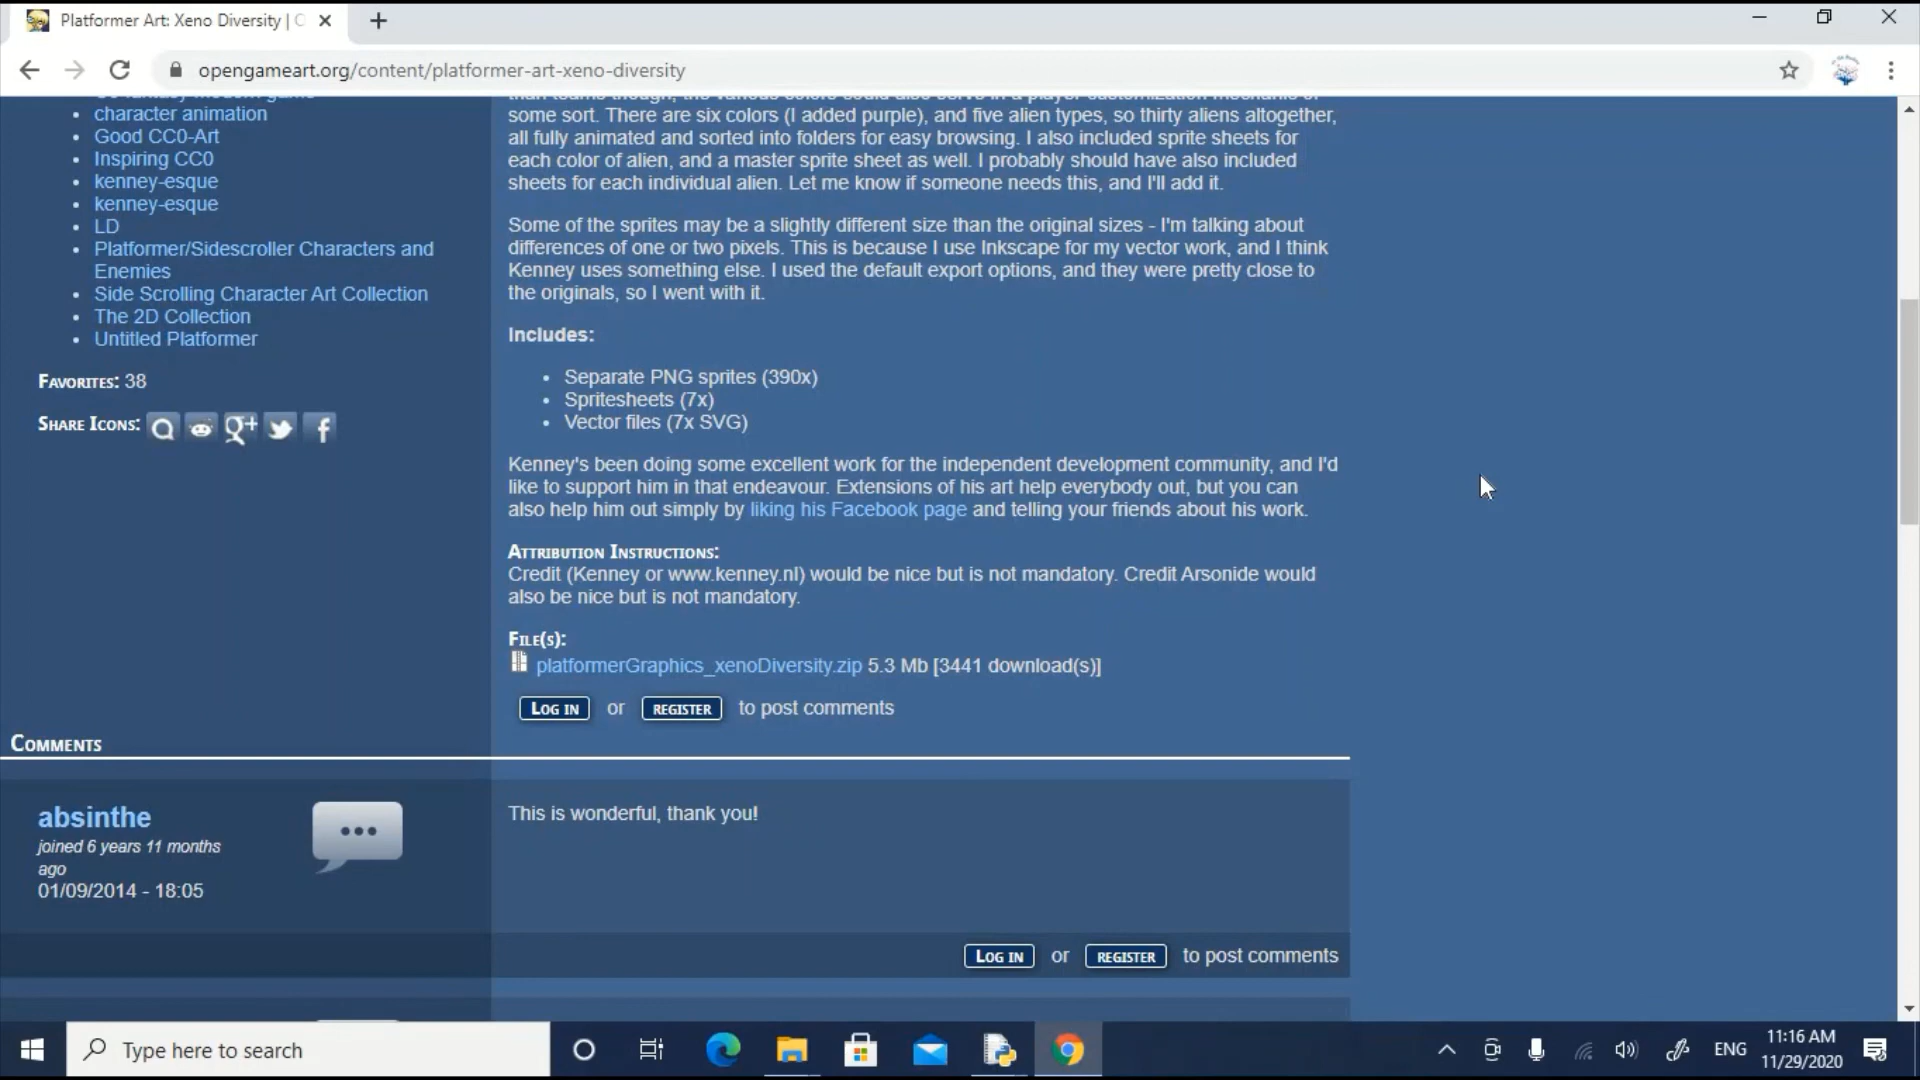 Platformer Art: Xeno Diversity |
opengameart.org/content/platformer-art-xeno-diversity
character animation
Good CC0-Art
Inspiring CC0
kenney-esque
kenney-esque
LD
Platformer/Sidescroller Characters and
Enemies
Side Scrolling Character Art Collection
The 2D Collection
Untitled Platformer
Favorites: 38
Share Icons:
some sort. There are six colors (I added purple), and five alien types, so thirty aliens altogether,
all fully animated and sorted into folders for easy browsing. I also included sprite sheets for
each color of alien, and a master sprite sheet as well. I probably should have also included
sheets for each individual alien. Let me know if someone needs this, and I'll add it.
Some of the sprites may be a slightly different size than the original sizes - I'm talking about
differences of one or two pixels. This is because I use Inkscape for my vector work, and I think
Kenney uses something else. I used the default export options, and they were pretty close to
the originals, so I went with it.
Includes:
Separate PNG sprites (390x)
Spritesheets (7x)
Vector files (7x SVG)
Kenney's been doing some excellent work for the independent development community, and I'd
like to support him in that endeavour. Extensions of his art help everybody out, but you can
also help him out simply by liking his Facebook page and telling your friends about his work.
Attribution Instructions:
Credit (Kenney or www.kenney.nl) would be nice but is not mandatory. Credit Arsonide would
also be nice but is not mandatory.
File(s):
platformerGraphics_xenoDiversity.zip 5.3 Mb [3441 download(s)]
Log in or register to post comments
Comments
absinthe
joined 6 years 11 months
ago
01/09/2014 - 18:05
This is wonderful, thank you!
Log in or register to post comments
Type here to search
ENG
11:16 AM
11/29/2020